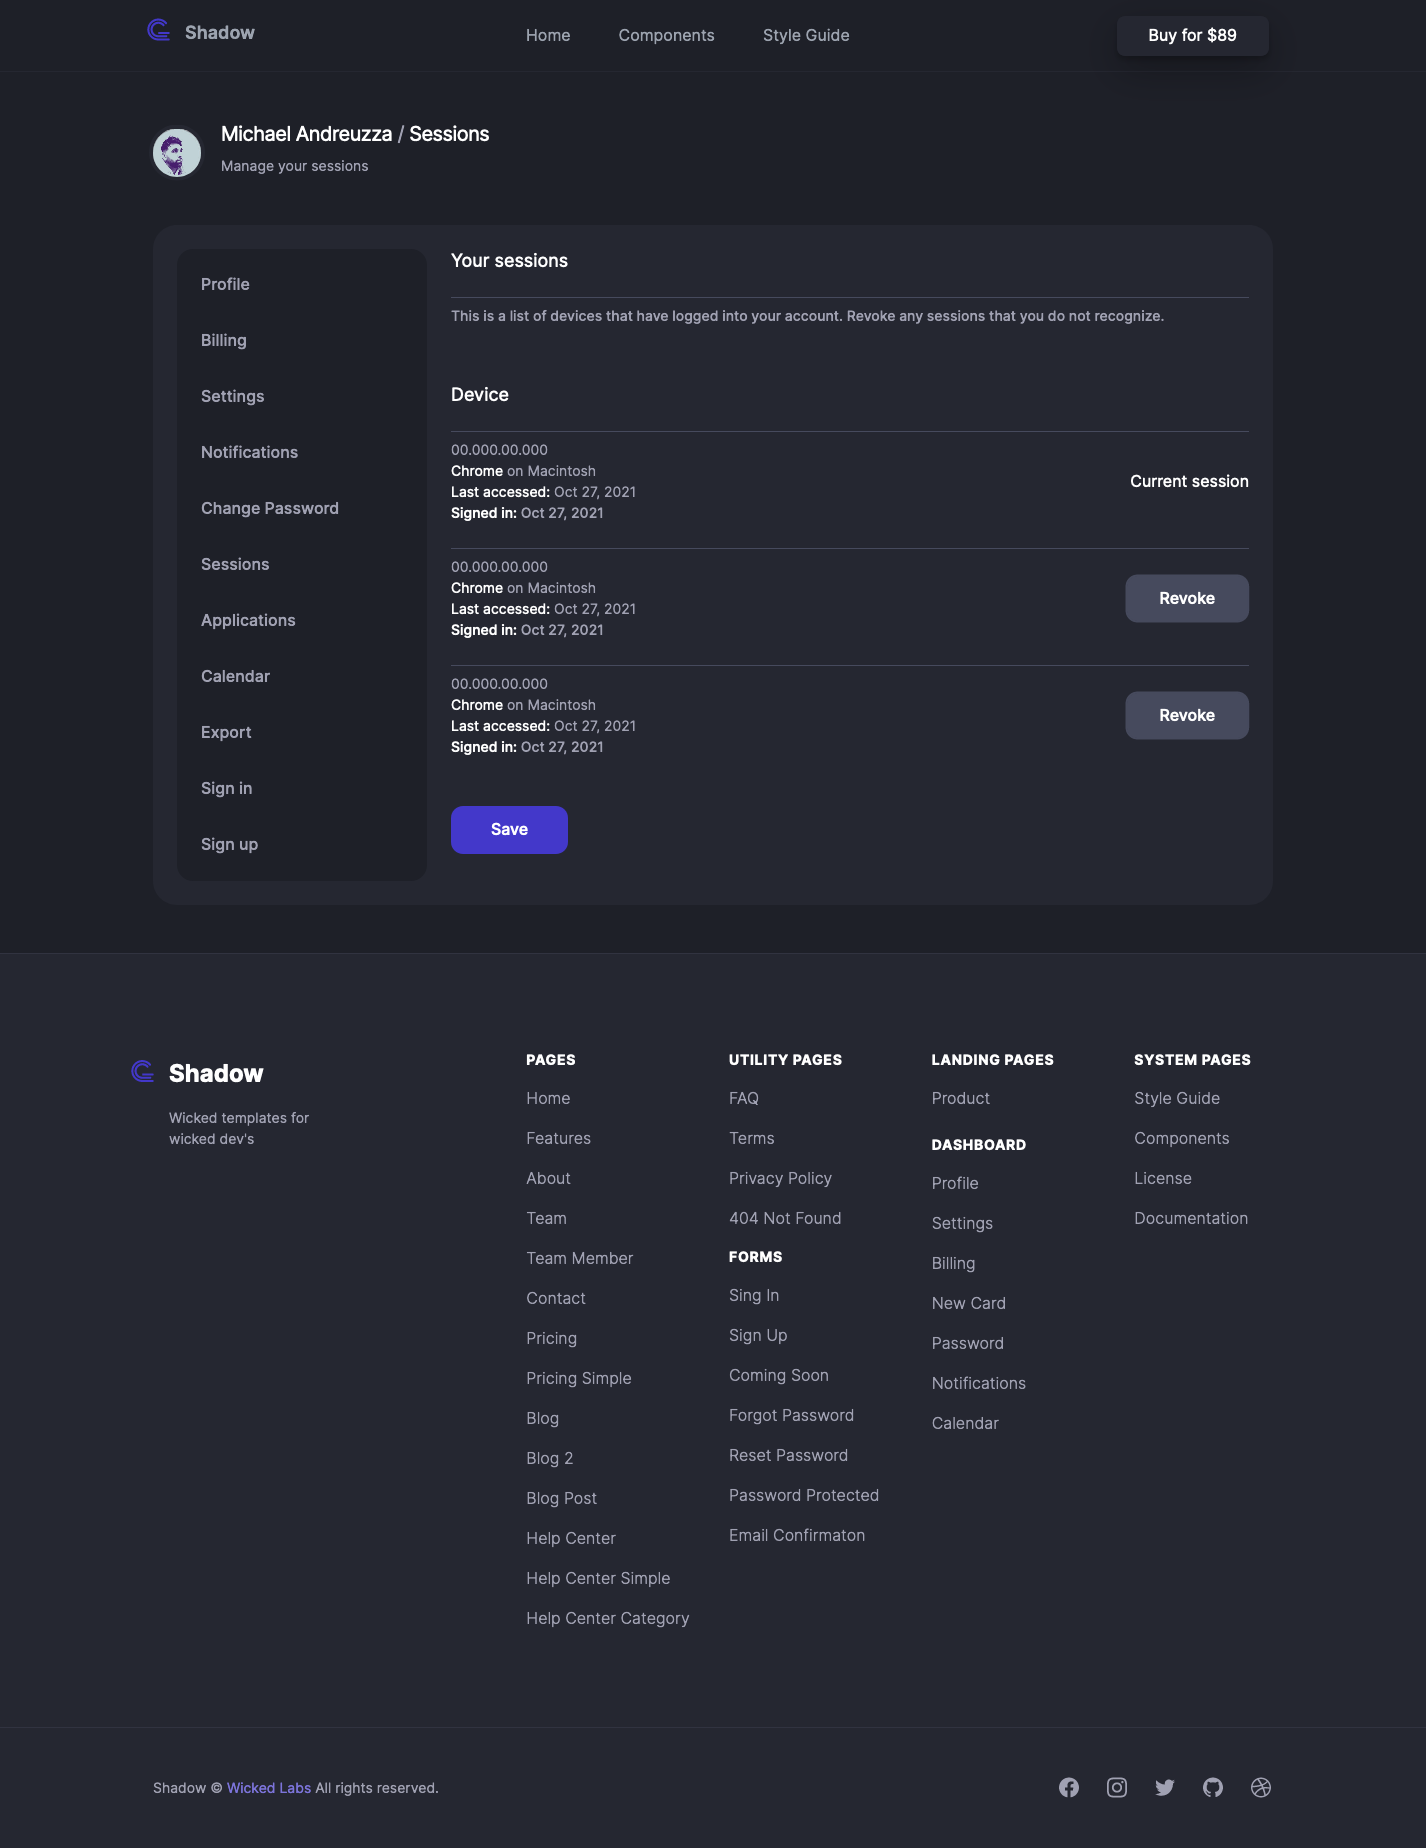 Shadow
Home
Components
Style Guide
Buy for $89
Michael Andreuzza / Sessions
Manage your sessions
Profile
Billing
Settings
Notifications
Change Password
Sessions
Applications
Calendar
Export
Sign in
Sign up
Your sessions
This is a list of devices that have logged into your account. Revoke any sessions that you do not recognize.
Device
00.000.00.000
Chrome on Macintosh
Last accessed: Oct 27, 2021
Signed in: Oct 27, 2021
Current session
00.000.00.000
Chrome on Macintosh
Last accessed: Oct 27, 2021
Signed in: Oct 27, 2021
Revoke
00.000.00.000
Chrome on Macintosh
Last accessed: Oct 27, 2021
Signed in: Oct 27, 2021
Revoke
Save
Shadow
Wicked templates for
wicked dev's
PAGES
Home
Features
About
Team
Team Member
Contact
Pricing
Pricing Simple
Blog
Blog 2
Blog Post
Help Center
Help Center Simple
Help Center Category
UTILITY PAGES
FAQ
Terms
Privacy Policy
404 Not Found
FORMS
Sing In
Sign Up
Coming Soon
Forgot Password
Reset Password
Password Protected
Email Confirmaton
LANDING PAGES
Product
DASHBOARD
Profile
Settings
Billing
New Card
Password
Notifications
Calendar
SYSTEM PAGES
Style Guide
Components
License
Documentation
Shadow © Wicked Labs All rights reserved.